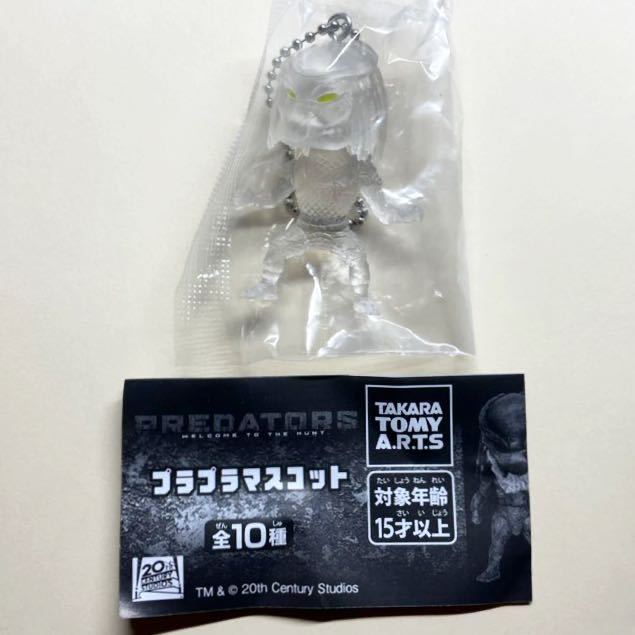 PREDATORS
WELCOME TO THE HUNT
プラプラマスコット
ぜん しゅ
全10種
TAKARA
TOMY
A.R.T.S
たい しょう ねん れい
対象年齢
さい い じょう
15才以上
20TH
CENTURY
STUDIOS
TM & © 20th Century Studios